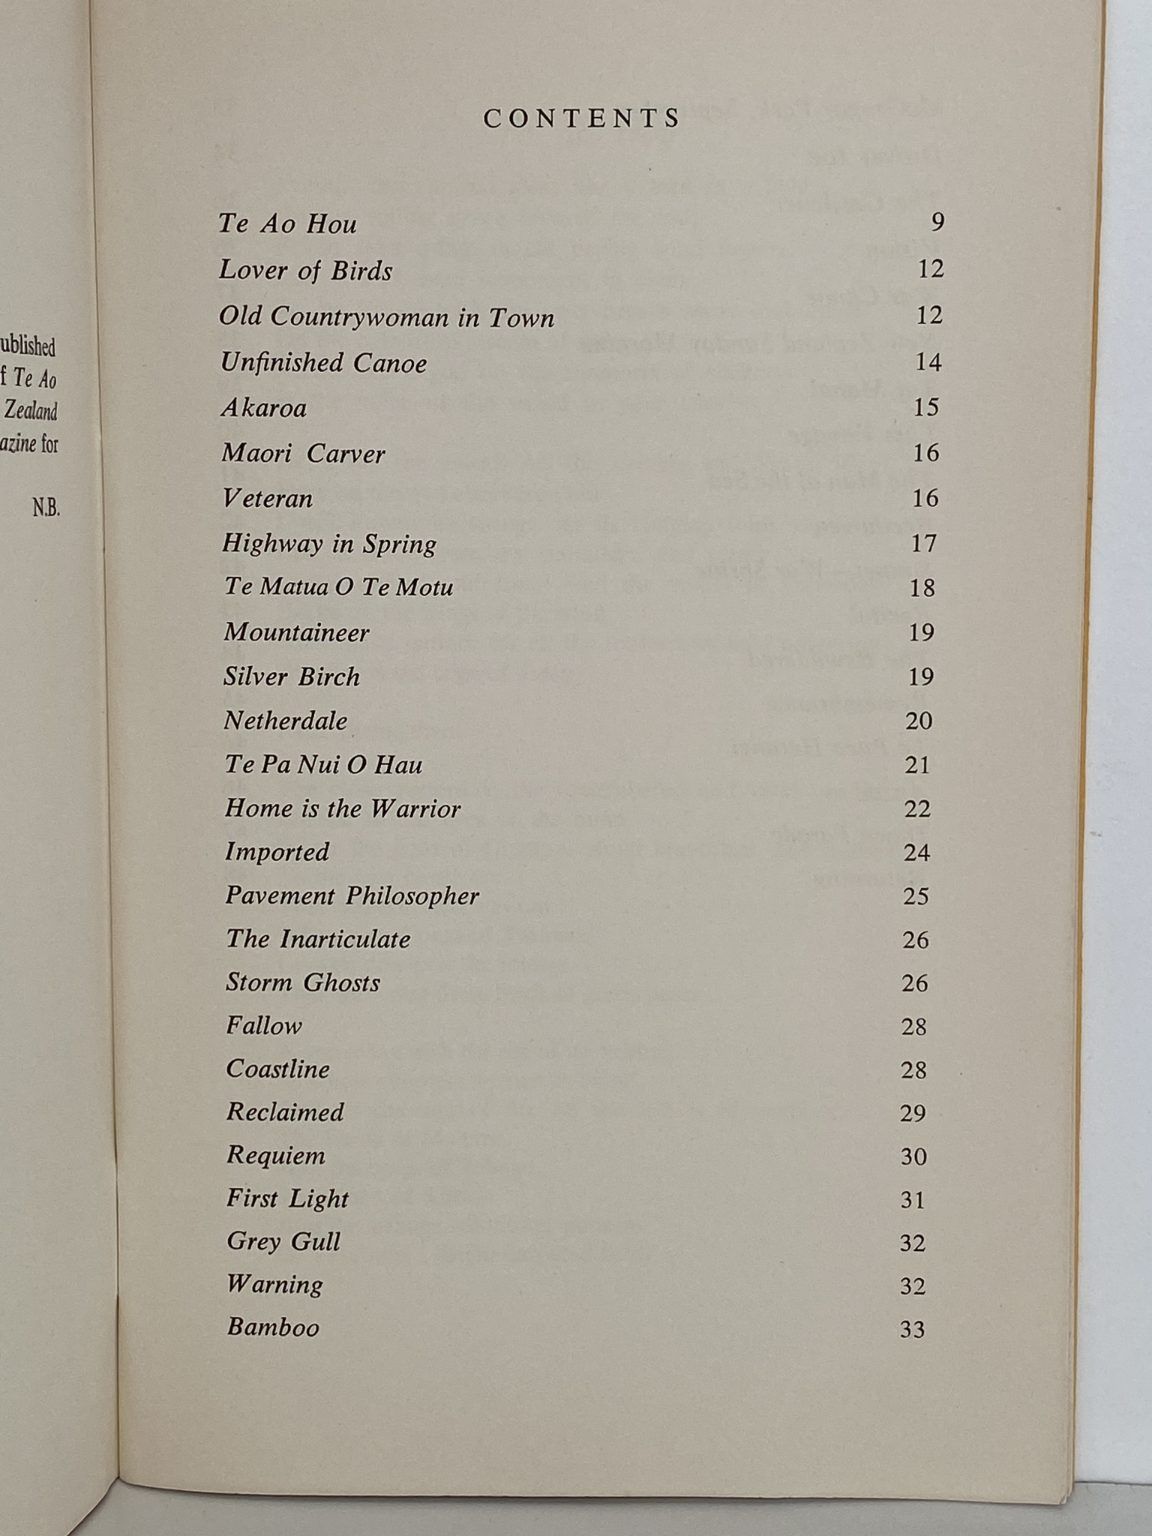 ublished
f Te Ao
Zealand
azine for
N.B.
CONTENTS
Te Ao Hou 9
Lover of Birds 12
Old Countrywoman in Town 12
Unfinished Canoe 14
Akaroa 15
Maori Carver 16
Veteran 16
Highway in Spring 17
Te Matua O Te Motu 18
Mountaineer 19
Silver Birch 19
Netherdale 20
Te Pa Nui O Hau 21
Home is the Warrior 22
Imported 24
Pavement Philosopher 25
The Inarticulate 26
Storm Ghosts 26
Fallow 28
Coastline 28
Reclaimed 29
Requiem 30
First Light 31
Grey Gull 32
Warning 32
Bamboo 33